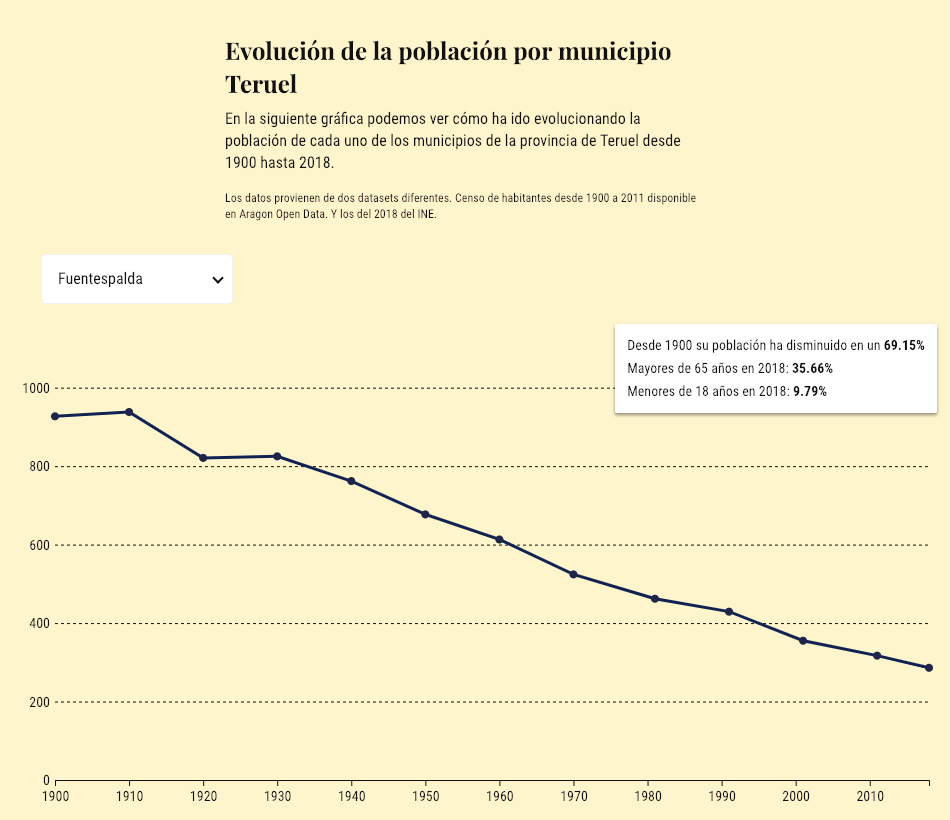 Evolución de la población por municipio
Teruel
En la siguiente gráfica podemos ver cómo ha ido evolucionando la
población de cada uno de los municipios de la provincia de Teruel desde
1900 hasta 2018.
Los datos provienen de dos datasets diferentes. Censo de habitantes desde 1900 a 2011 disponible
en Aragon Open Data. Y los del 2018 del INE.
Fuentespalda
Desde 1900 su población ha disminuido en un 69.15%
Mayores de 65 años en 2018: 35.66%
Menores de 18 años en 2018: 9.79%
1000
800
600
400
200
0
1900 1910 1920 1930 1940 1950 1960 1970 1980 1990 2000 2010